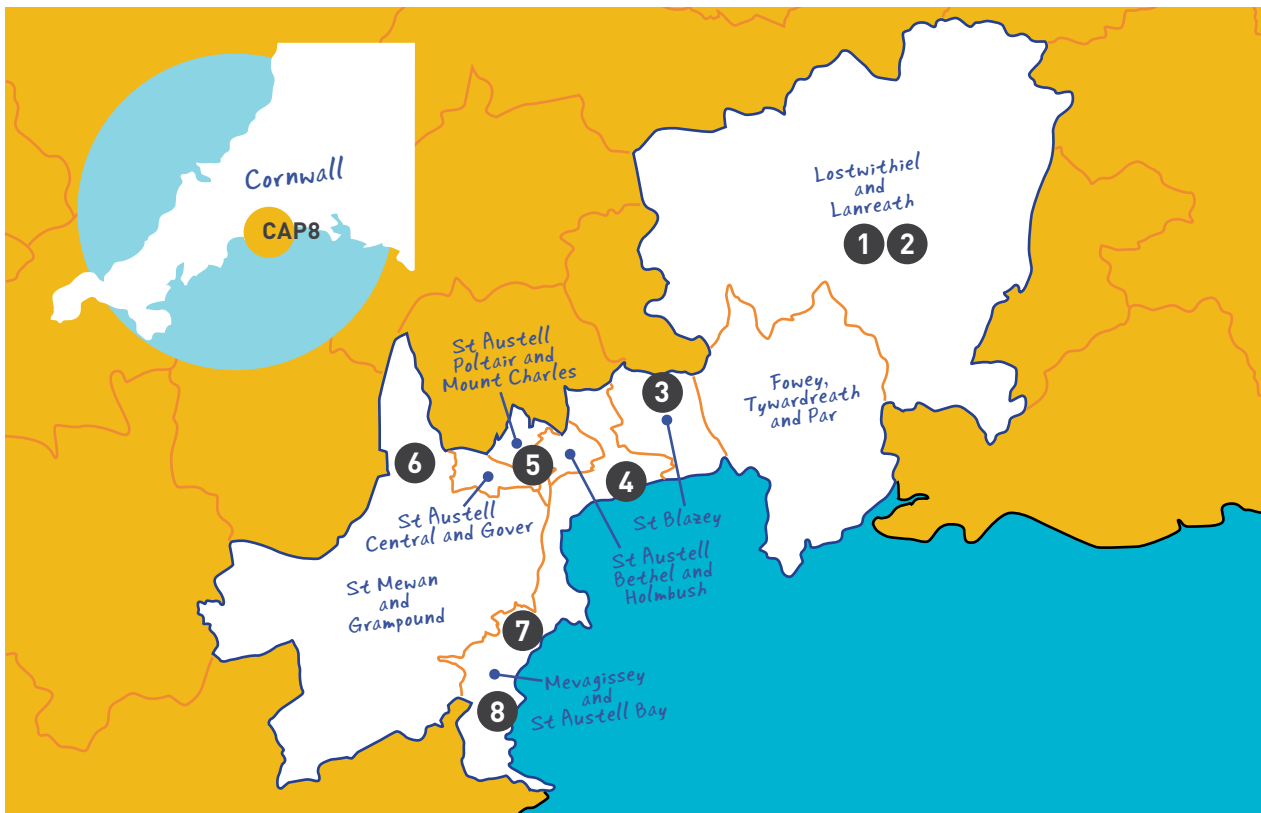 Cornwall
CAP8
Lostwithiel
and
Lanreath
1 2
St Austell
Poltair and
Mount Charles
Fowey,
Tywardreath
and Par
3
6
5
4
St Austell
Central and Gover
St Blazey
St Austell
Bethel and
Holmbush
St Mewan
and
Grampound
7
Mevagissey
and
St Austell Bay
8